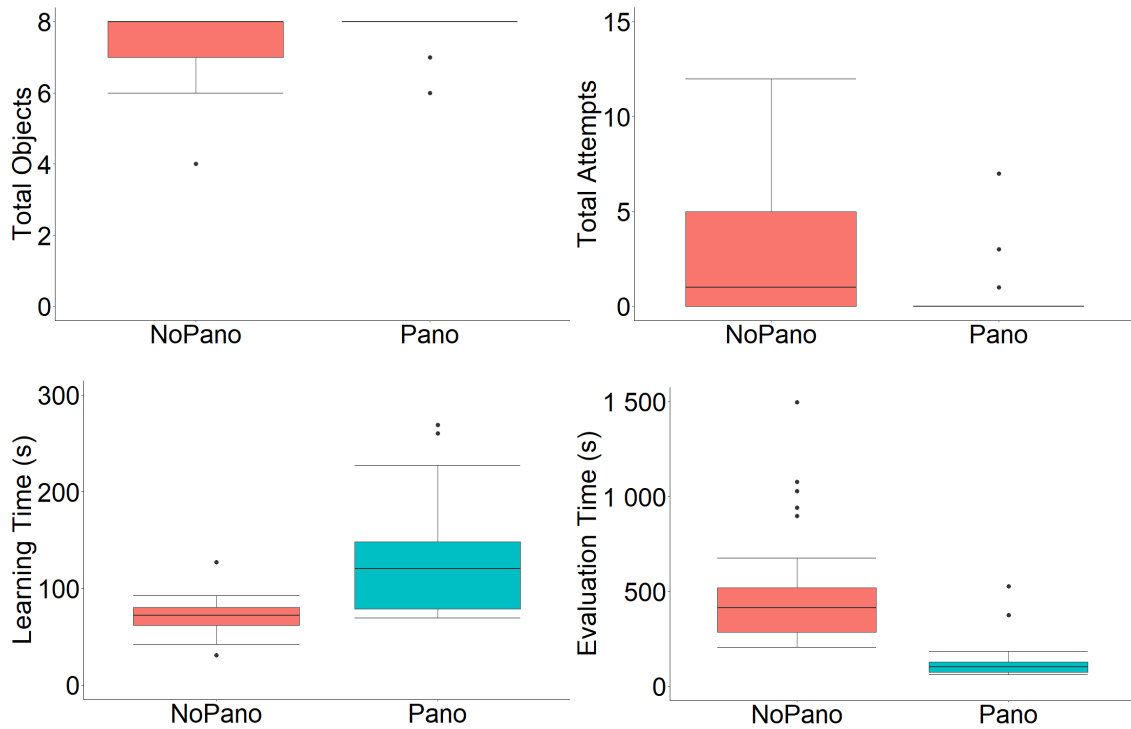 Total Objects
8
6
4
2
0
NoPano Pano
Total Attempts
15
10
5
0
NoPano Pano
Learning Time (s)
300
200
100
0
NoPano Pano
Evaluation Time (s)
1 500
1 000
500
0
NoPano Pano